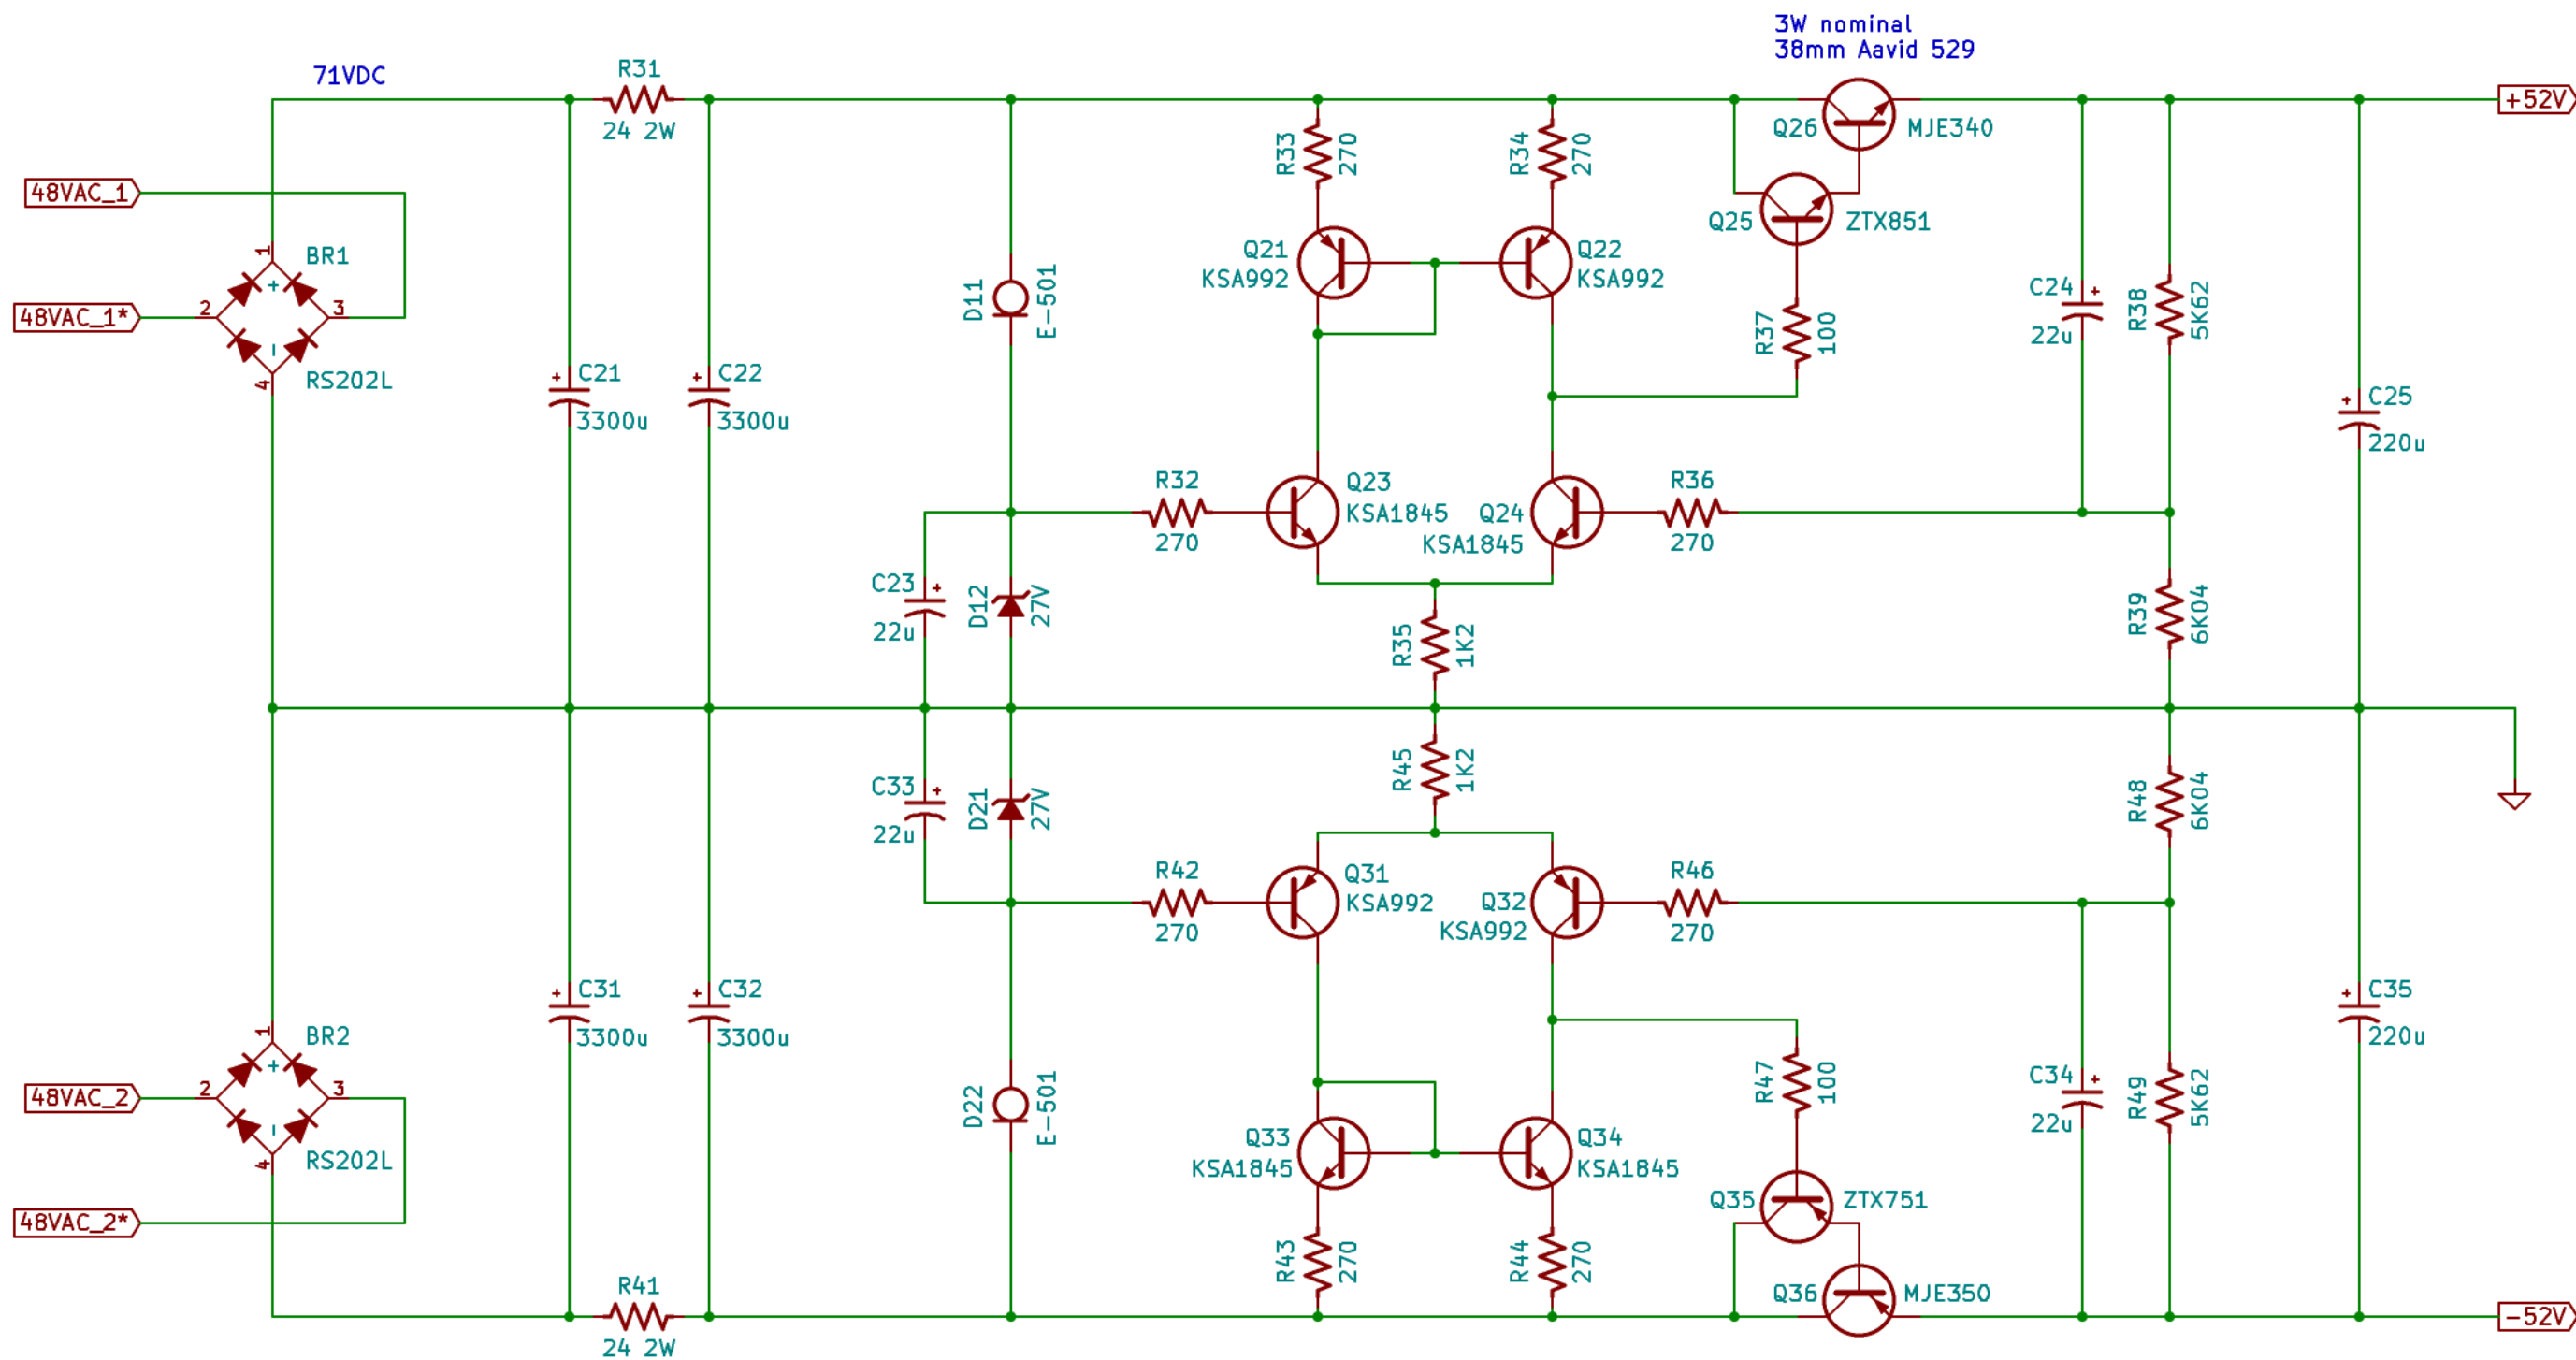 3W nominal
38mm Aavid 529
71VDC
R31
24 2W
+52V
Q26
MJE340
R33
270
R34
270
48VAC_1
Q25
ZTX851
1
BR1
+
48VAC_1*
2
3
-
4
RS202L
D11
E-501
Q21
KSA992
Q22
KSA992
C24
+
22u
R38
5K62
R37
100
+
C21
3300u
+
C22
3300u
+
C25
220u
R32
270
Q23
KSA1845
Q24
KSA1845
R36
270
C23
+
22u
D12
27V
R35
1K2
R39
6K04
C33
+
22u
D21
27V
R45
1K2
R48
6K04
R42
270
Q31
KSA992
Q32
KSA992
R46
270
+
C31
3300u
+
C32
3300u
+
C35
220u
1
BR2
+
48VAC_2
2
3
-
4
RS202L
48VAC_2*
D22
E-501
Q33
KSA1845
Q34
KSA1845
R47
100
C34
+
22u
R49
5K62
Q35
ZTX751
R43
270
R44
270
R41
24 2W
Q36
MJE350
-52V